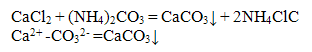 CaCl₂ + (NH₄)₂CO₃ = CaCO₃↓ + 2NH₄ClC
Ca²⁺ -CO₃²⁻ =CaCO₃↓